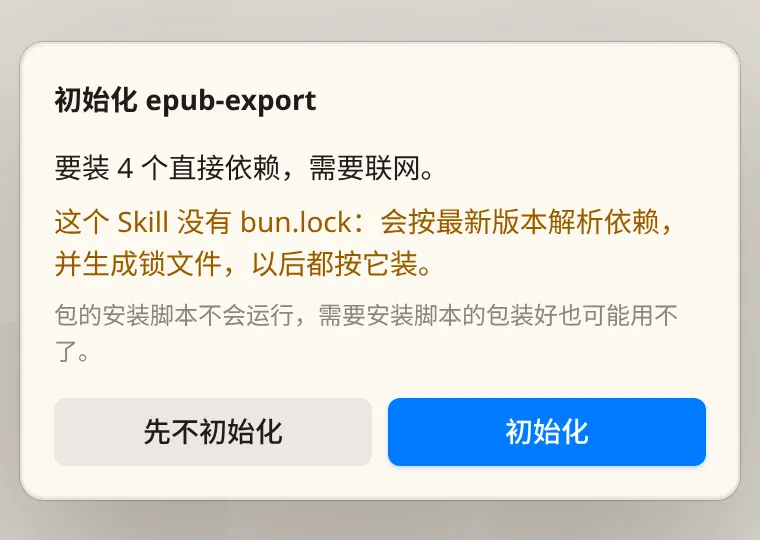 初始化 epub-export
要装 4 个直接依赖，需要联网。
这个 Skill 没有 bun.lock：会按最新版本解析依赖，
并生成锁文件，以后都按它装。
包的安装脚本不会运行，需要安装脚本的包装好也可能用不
了。
先不初始化
初始化